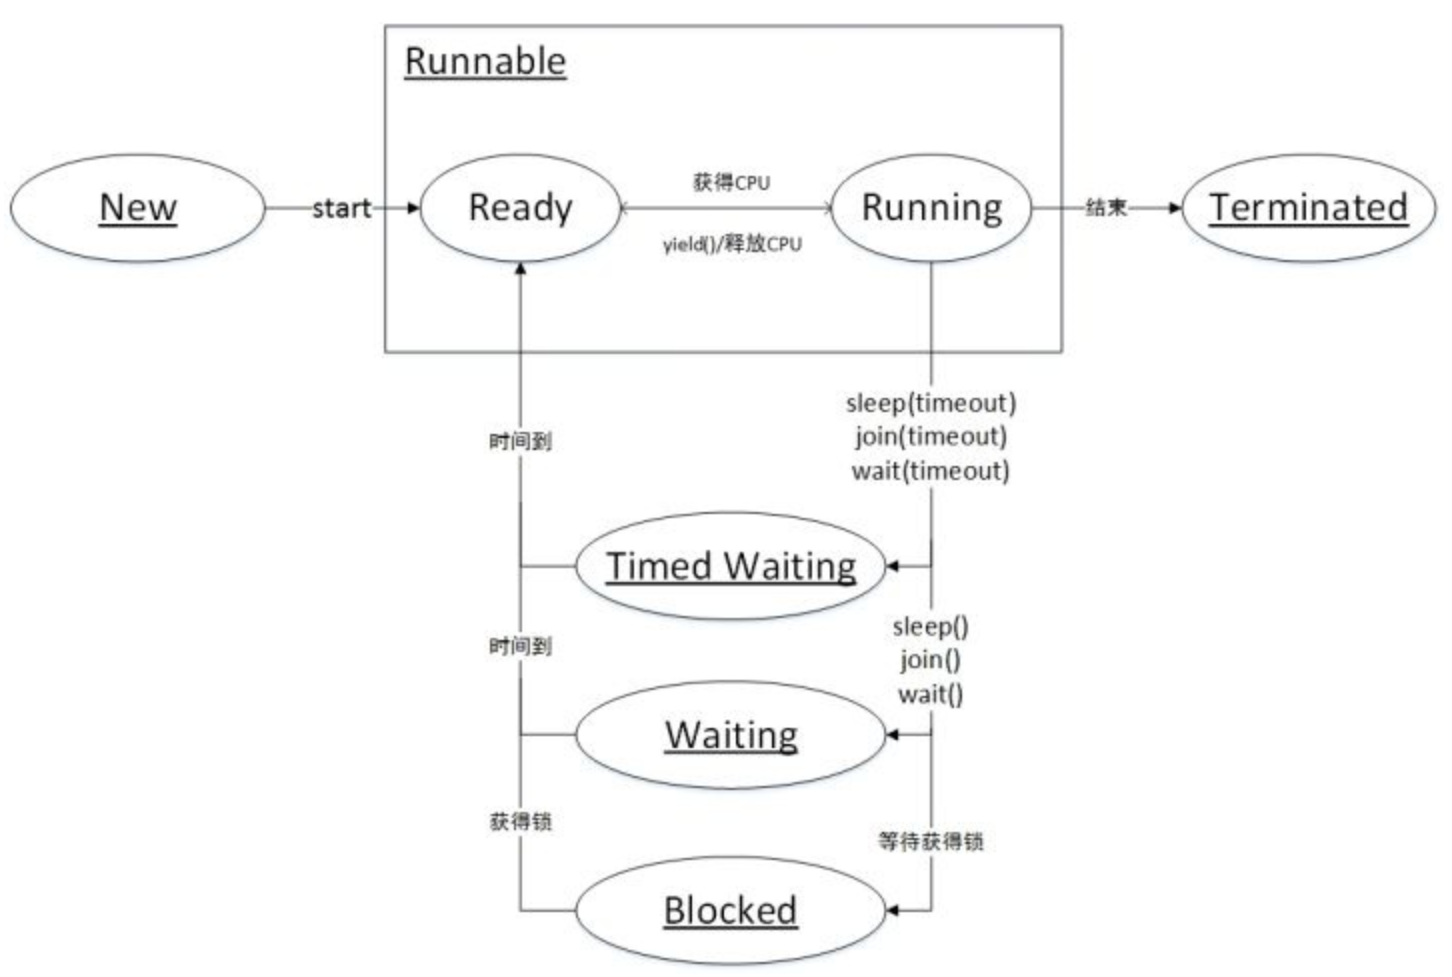 Runnable
New
start
Ready
获得CPU
yield()/释放CPU
Running
结束
Terminated
时间到
sleep(timeout)
join(timeout)
wait(timeout)
Timed Waiting
时间到
sleep()
join()
wait()
Waiting
获得锁
等待获得锁
Blocked